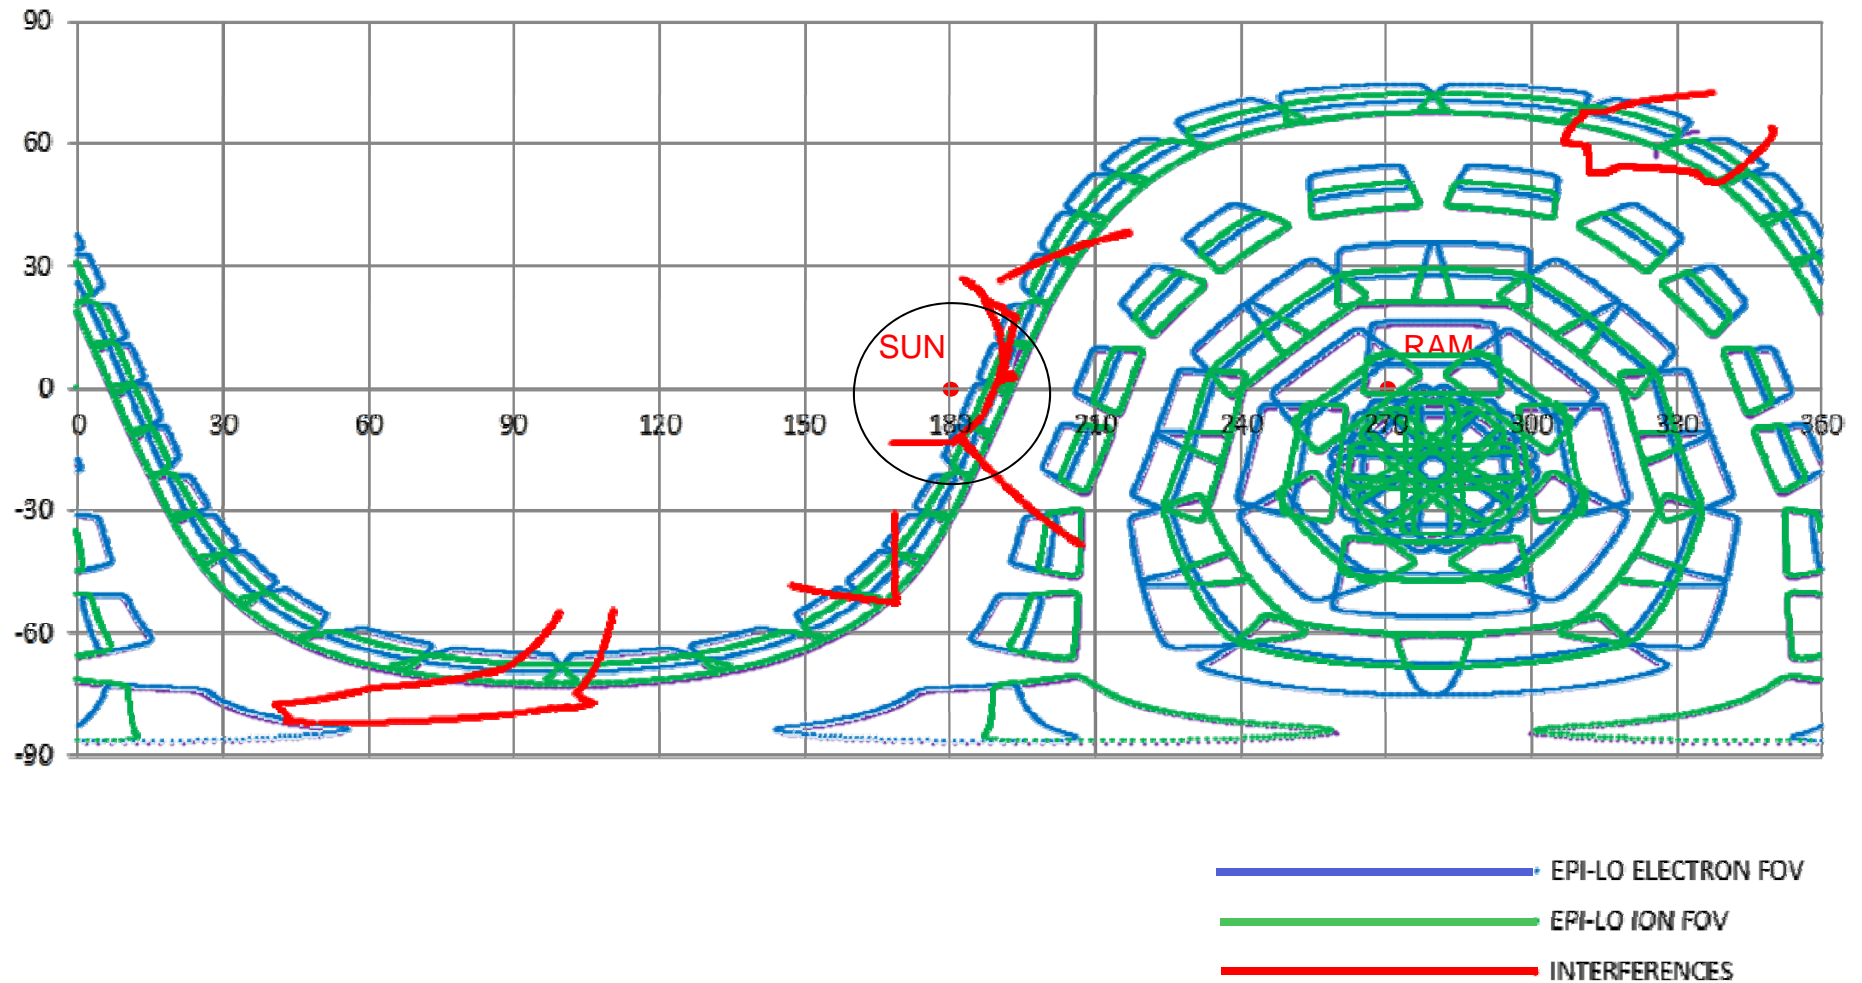 90
60
30
SUN
RAM
0
0 30 60 90 120 150 180 210 240 270 300 330 360
-30
-60
-90
EPI-LO ELECTRON FOV
EPI-LO ION FOV
INTERFERENCES